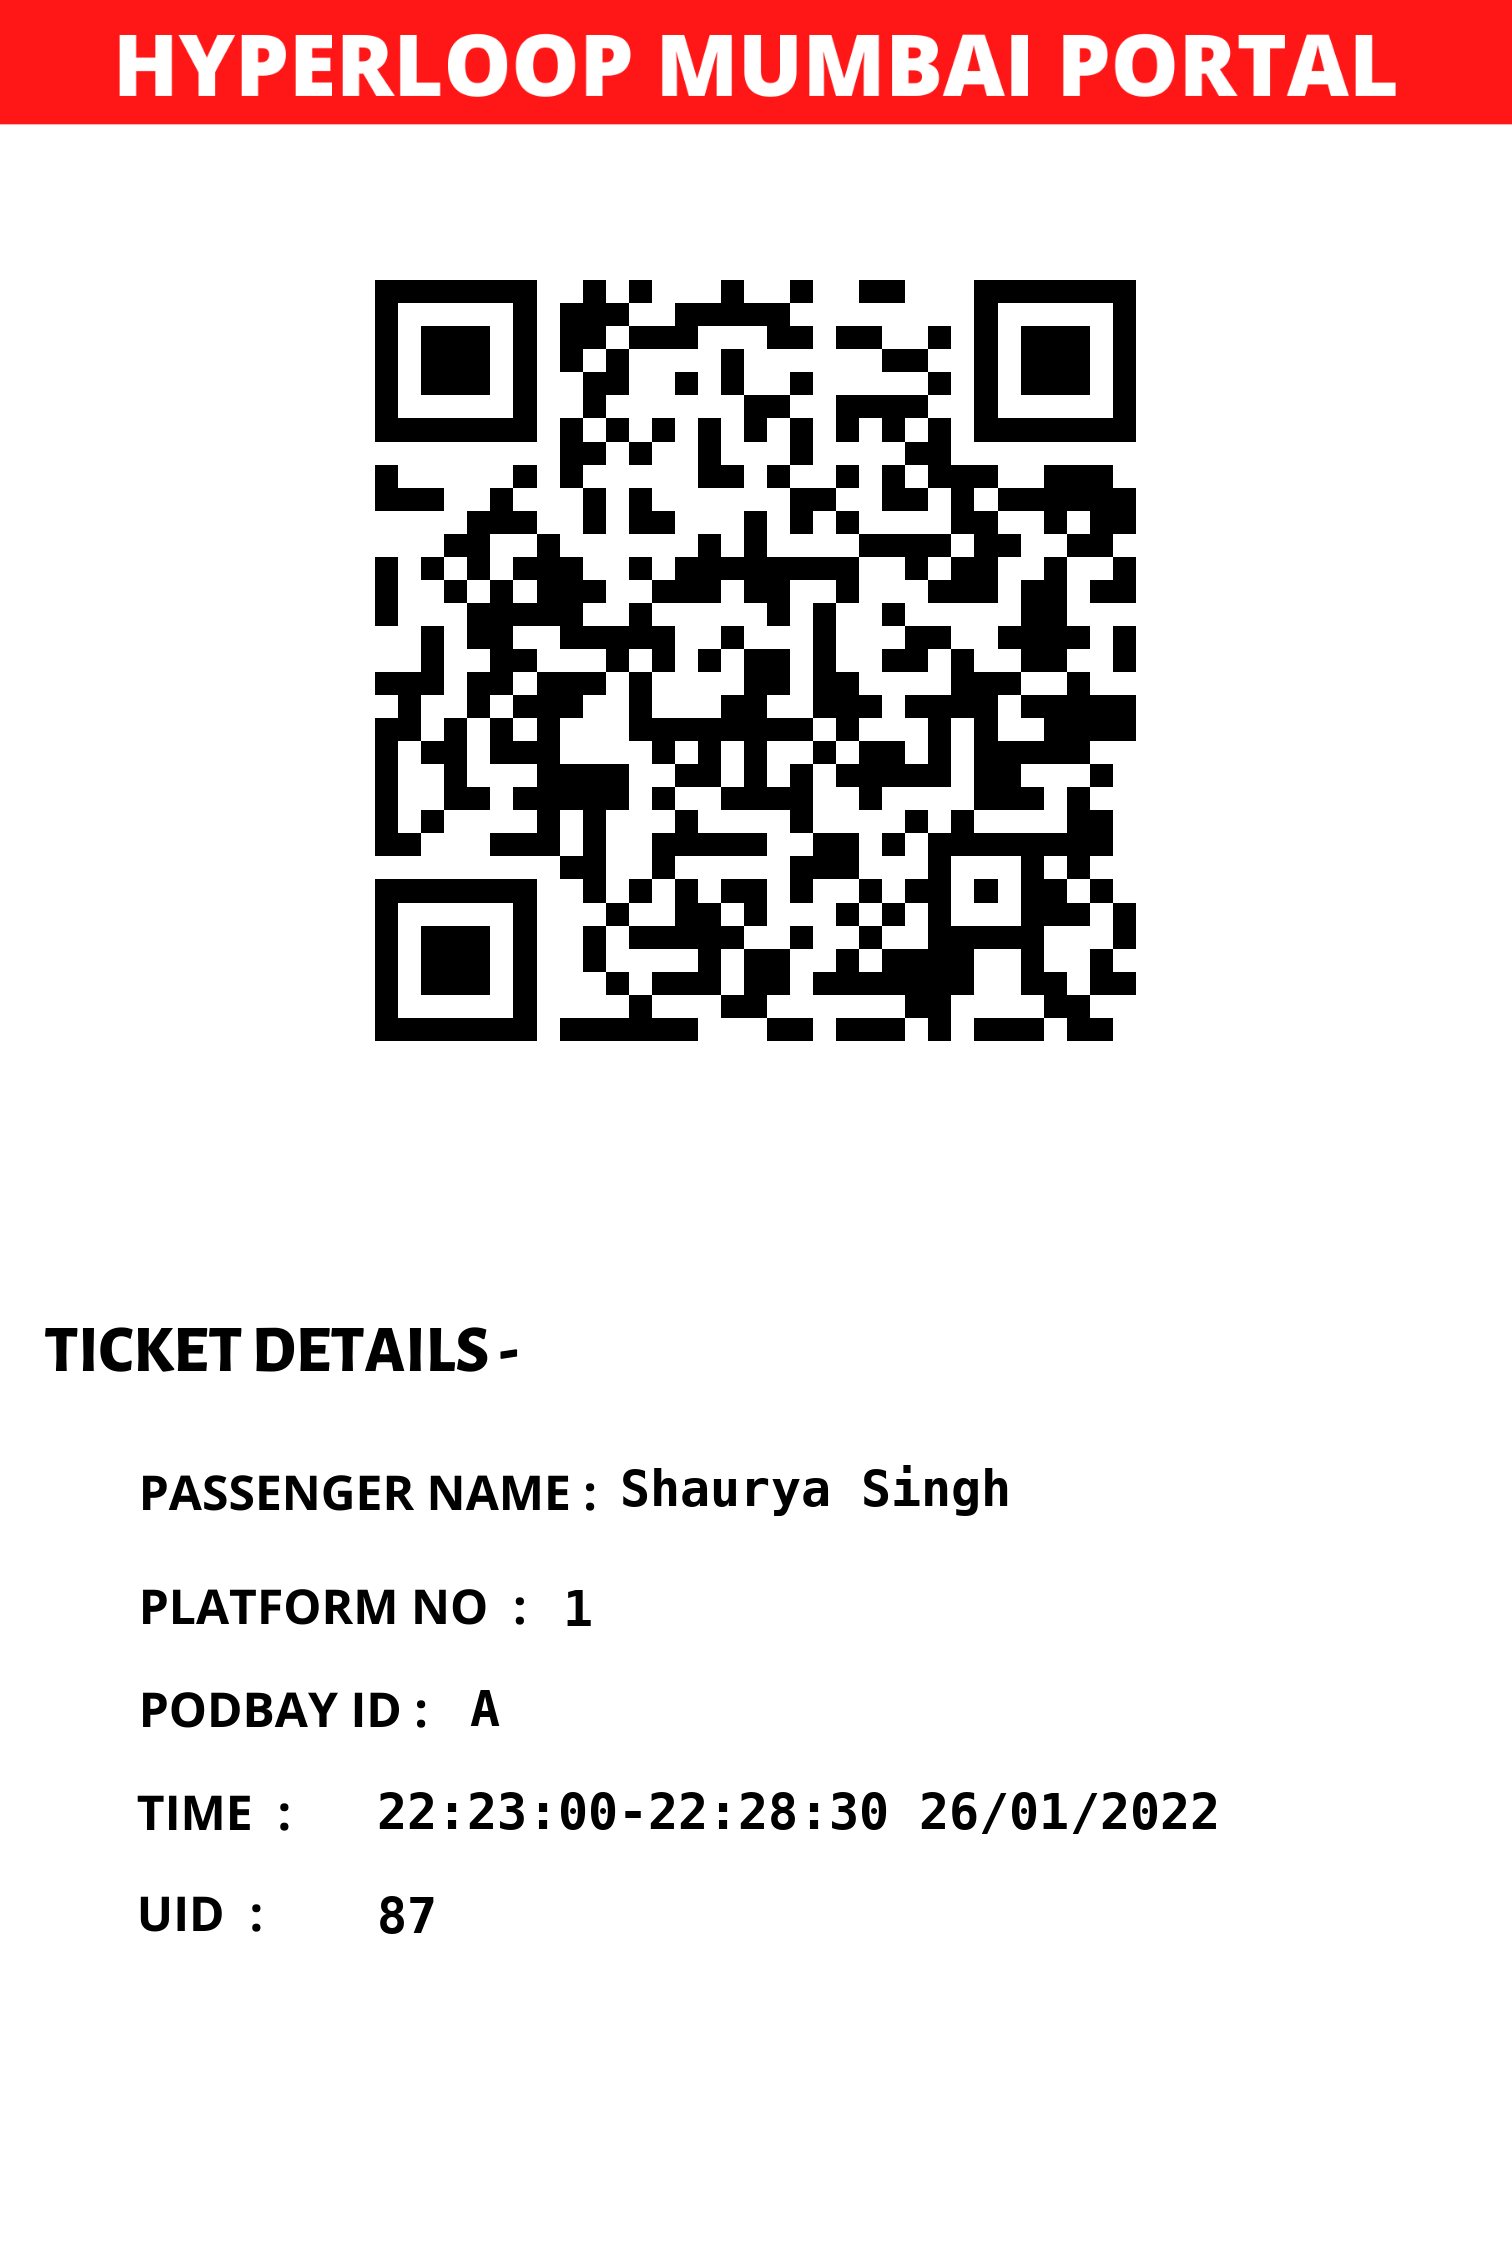 HYPERLOOP MUMBAI PORTAL
TICKET DETAILS -
PASSENGER NAME : Shaurya Singh
PLATFORM NO : 1
PODBAY ID : A
TIME : 22:23:00-22:28:30 26/01/2022
UID : 87